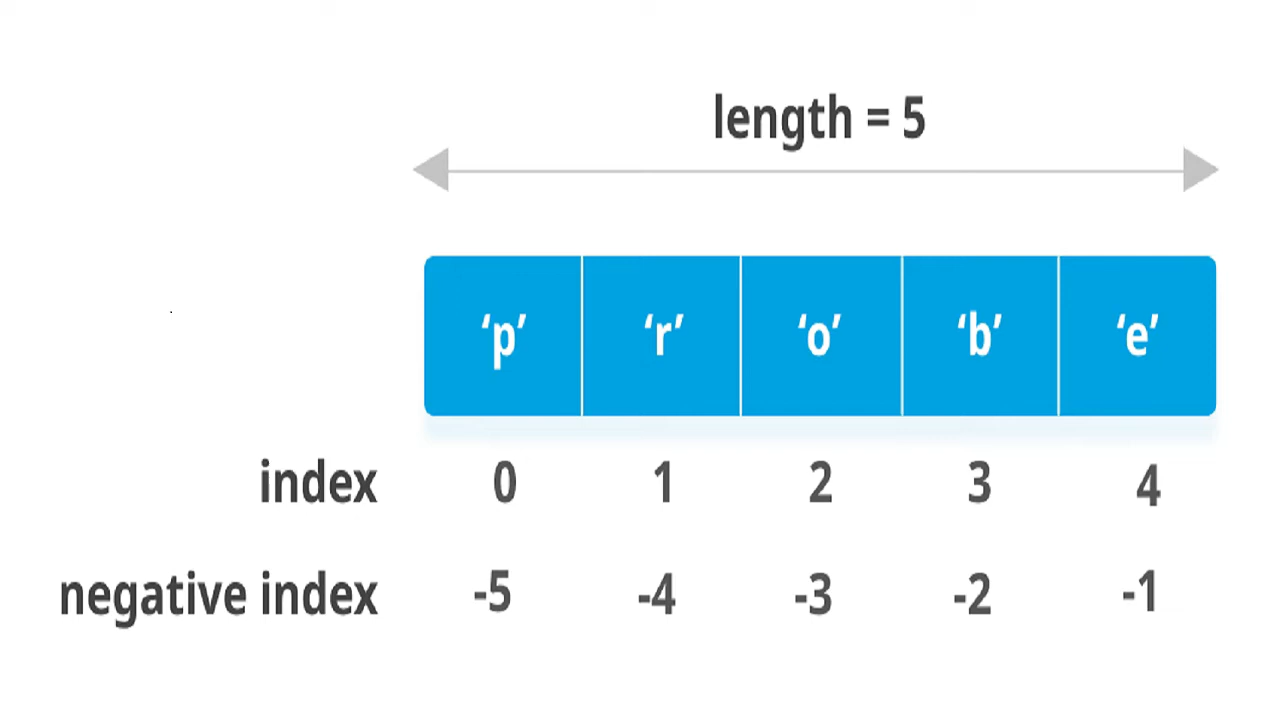 length = 5
‘p’ ‘r’ ‘o’ ‘b’ ‘e’
index 0 1 2 3 4
negative index -5 -4 -3 -2 -1